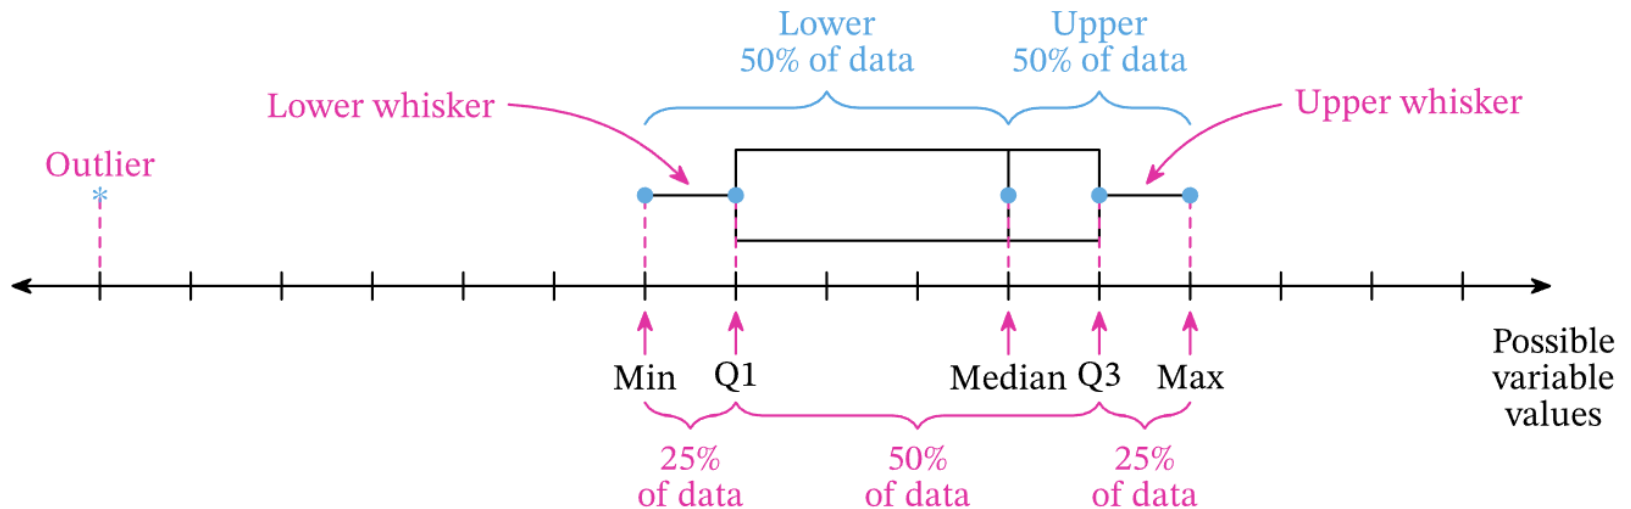 Lower
50% of data
Upper
50% of data
Lower whisker
Upper whisker
Outlier
*
Min
Q1
Median
Q3
Max
Possible
variable
values
25%
of data
50%
of data
25%
of data